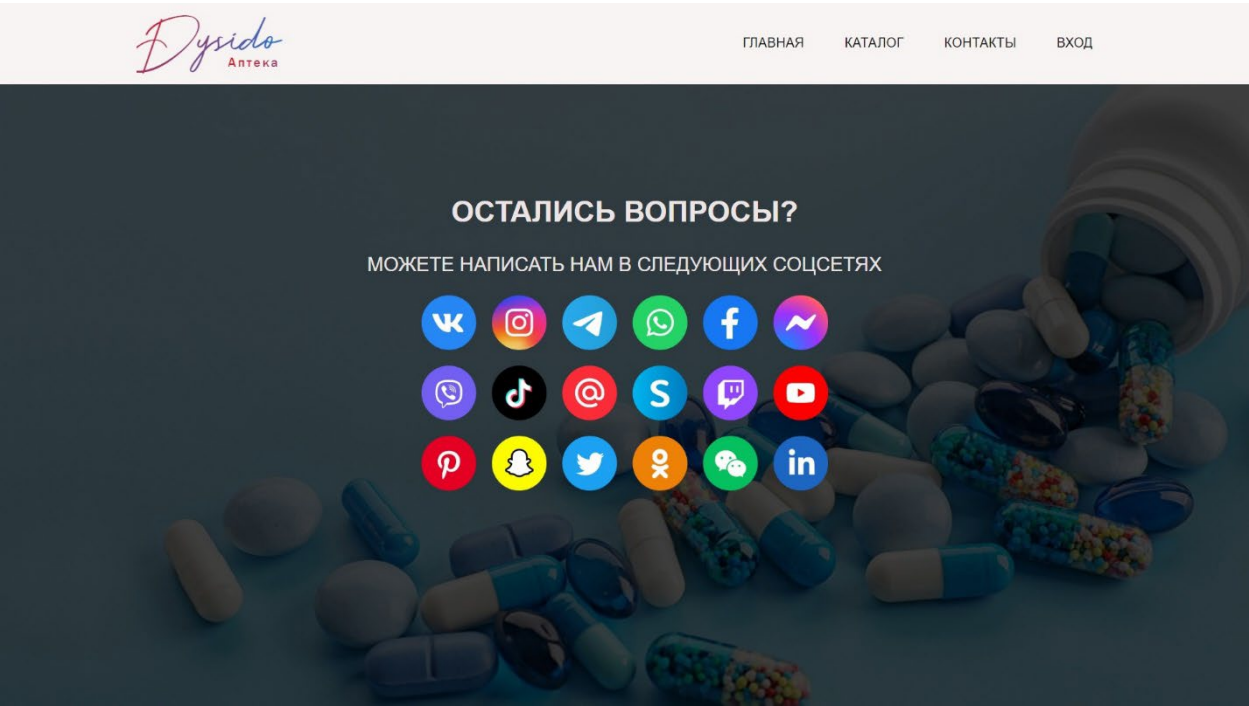 Dysido
Аптека
ГЛАВНАЯ КАТАЛОГ КОНТАКТЫ ВХОД
ОСТАЛИСЬ ВОПРОСЫ?
МОЖЕТЕ НАПИСАТЬ НАМ В СЛЕДУЮЩИХ СОЦСЕТЯХ